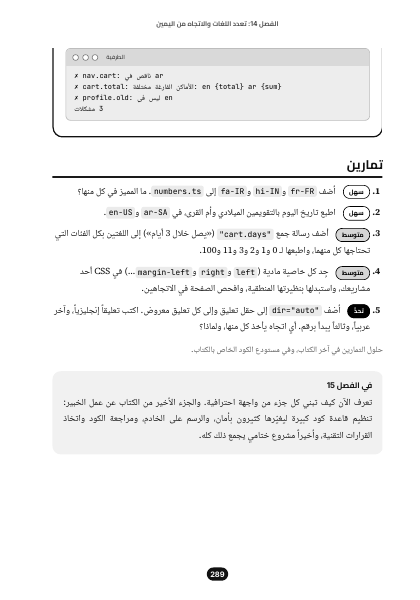 الفصل 14: تعدد اللغات والاتجاه من اليمين
الطرفية
✗ nav.cart: ناقص في ar
✗ cart.total: الأماكن الفارغة مختلفة: en {total} ar {sum}
✗ profile.old: ليس في en
3 مشكلات
تمارين
1. سهل أضف fr-FR و hi-IN و fa-IR إلى numbers.ts. ما المميز في كل منها؟
2. سهل اطبع تاريخ اليوم بالتقويمين الميلادي وأم القرى، في ar-SA و en-US.
3. متوسط أضف رسالة جمع "cart.days" («يصل خلال 3 أيام») إلى اللغتين بكل الفئات التي
تحتاجها كل منهما، واطبعها لـ 0 و1 و2 و3 و11 و100.
4. متوسط جِد كل خاصية مادية (left و right و margin-left ...) في CSS أحد
مشاريعك، واستبدلها بنظيرتها المنطقية، وافحص الصفحة في الاتجاهين.
5. تحدٍّ أضف dir="auto" إلى حقل تعليق وإلى كل تعليق معروض. اكتب تعليقاً إنجليزياً، وآخر
عربياً، وثالثاً يبدأ برقم. أي اتجاه يأخذ كل منها، ولماذا؟
حلول التمارين في آخر الكتاب، وفي مستودع الكود الخاص بالكتاب.
في الفصل 15
تعرف الآن كيف تبني كل جزء من واجهة احترافية. والجزء الأخير من الكتاب عن عمل الخبير:
تنظيم قاعدة كود كبيرة ليغيّرها كثيرون بأمان، والرسم على الخادم، ومراجعة الكود واتخاذ
القرارات التقنية، وأخيراً مشروع ختامي يجمع ذلك كله.
289